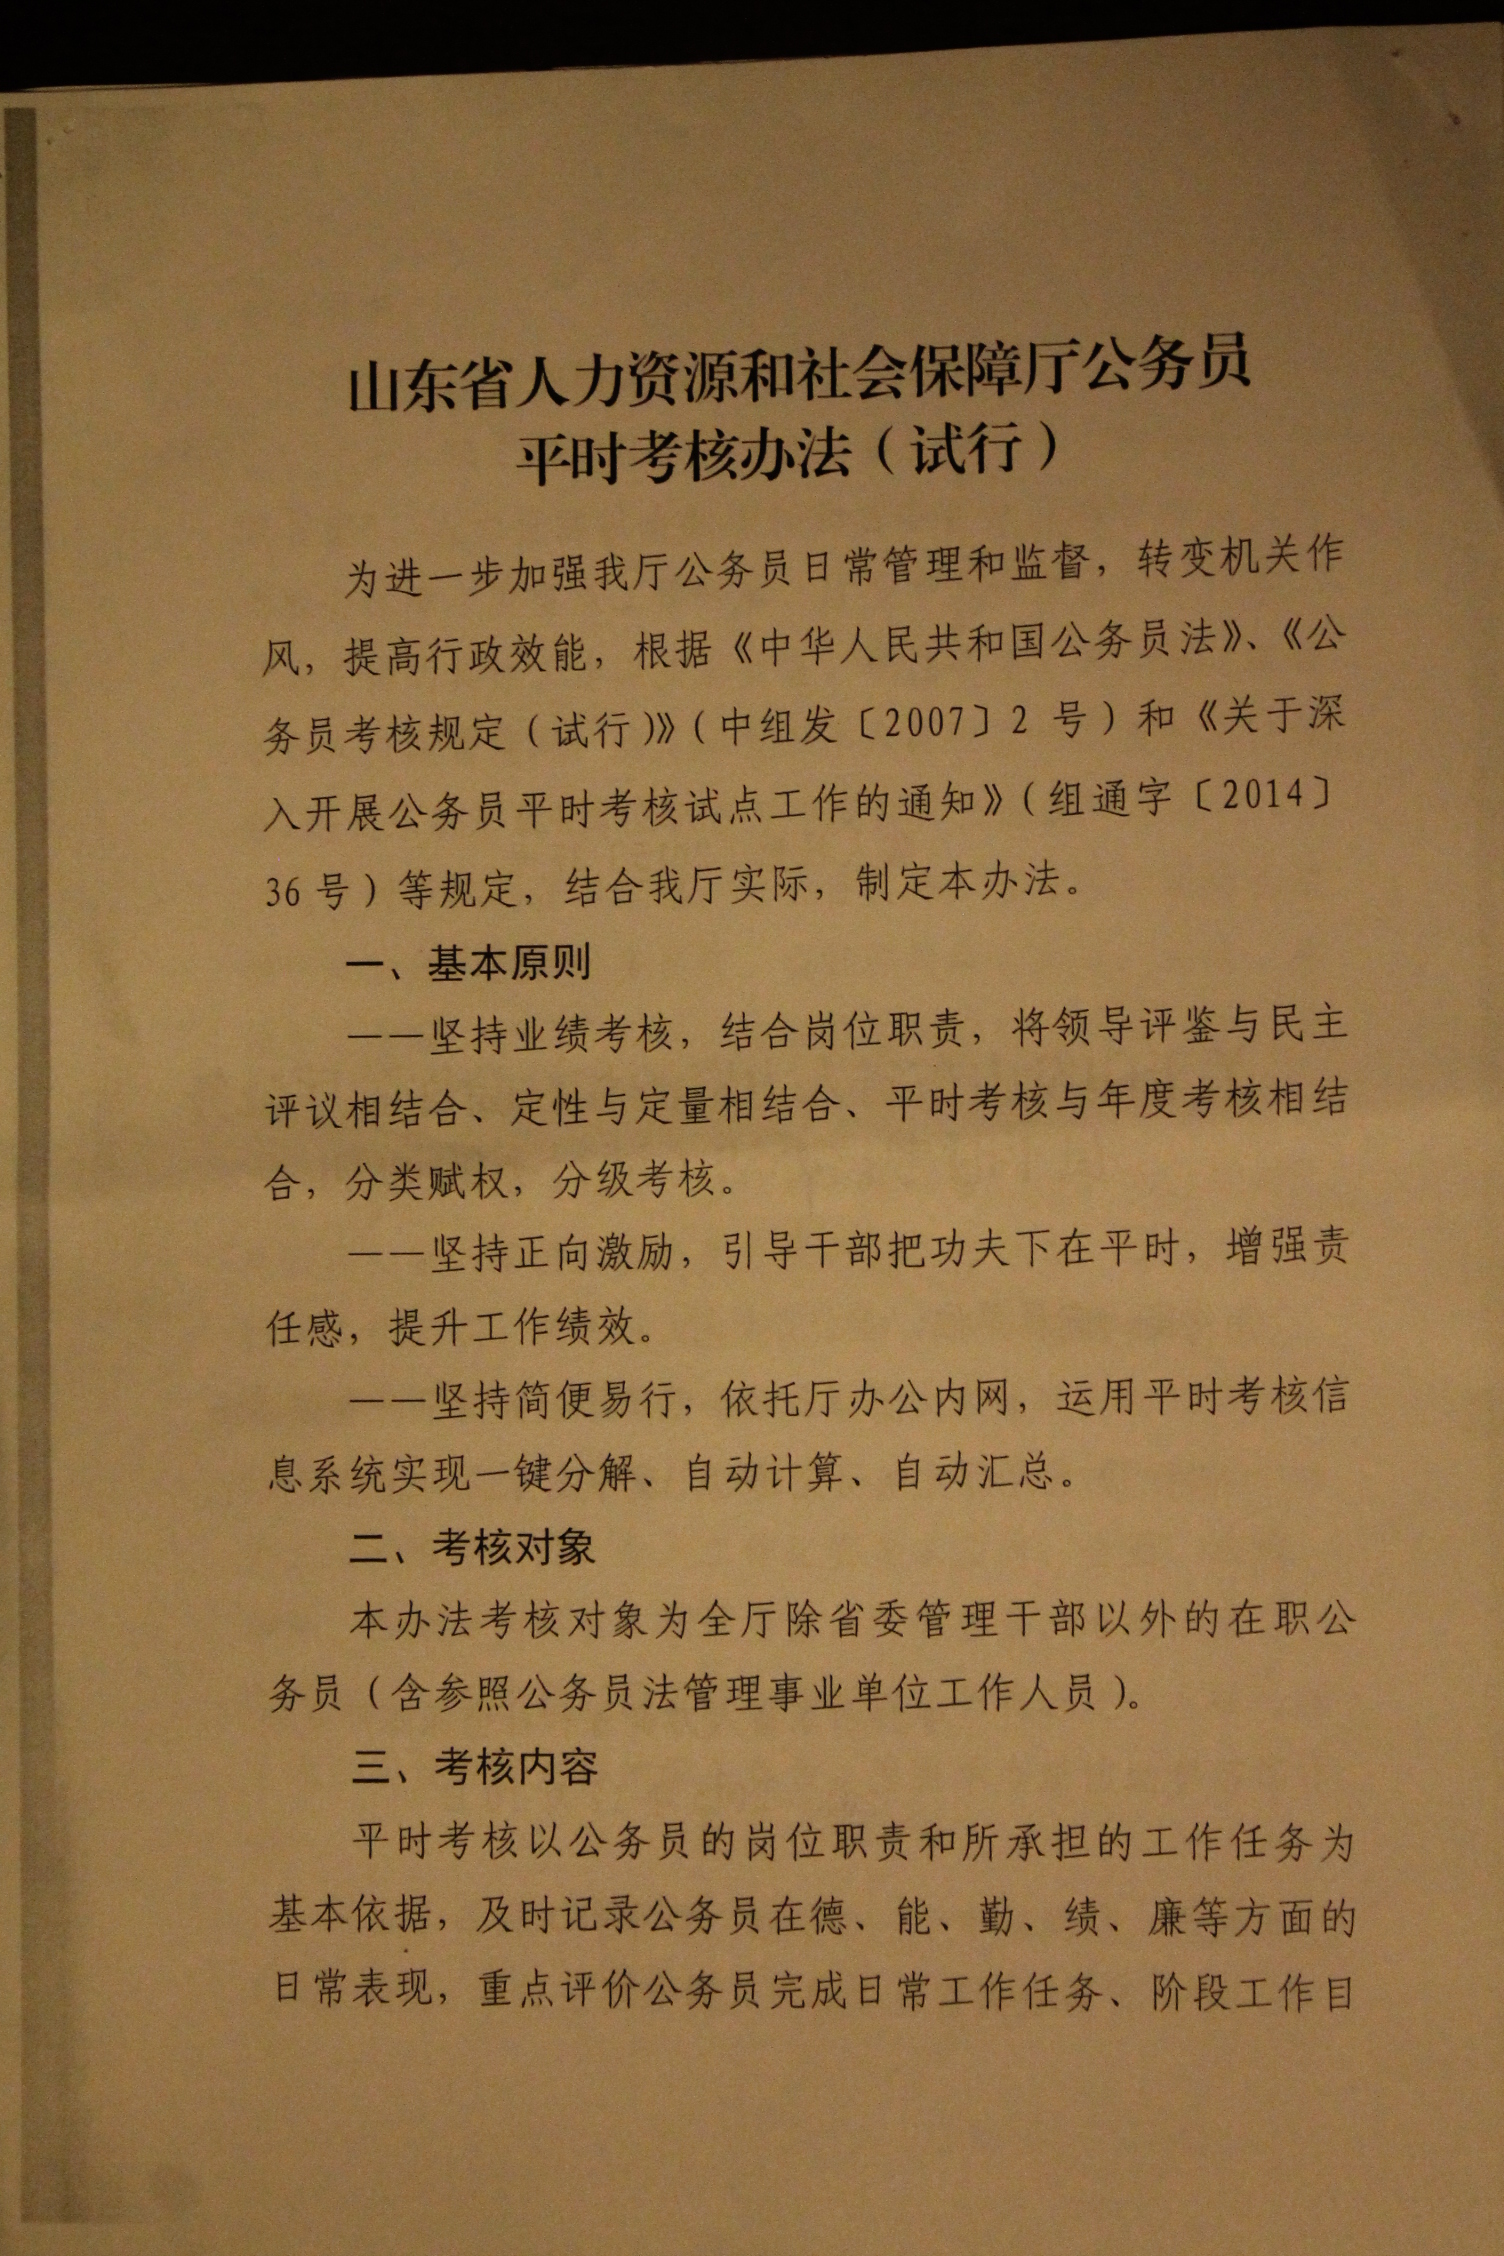 山东省人力资源和社会保障厅公务员
平时考核办法（试行）
为进一步加强我厅公务员日常管理和监督，转变机关作
风，提高行政效能，根据《中华人民共和国公务员法》、《公
务员考核规定（试行）》（中组发〔2007〕2 号）和《关于深
入开展公务员平时考核试点工作的通知》（组通字〔2014〕
36 号）等规定，结合我厅实际，制定本办法。
一、基本原则
——坚持业绩考核，结合岗位职责，将领导评鉴与民主
评议相结合、定性与定量相结合、平时考核与年度考核相结
合，分类赋权，分级考核。
——坚持正向激励，引导干部把功夫下在平时，增强责
任感，提升工作绩效。
——坚持简便易行，依托厅办公内网，运用平时考核信
息系统实现一键分解、自动计算、自动汇总。
二、考核对象
本办法考核对象为全厅除省委管理干部以外的在职公
务员（含参照公务员法管理事业单位工作人员）。
三、考核内容
平时考核以公务员的岗位职责和所承担的工作任务为
基本依据，及时记录公务员在德、能、勤、绩、廉等方面的
日常表现，重点评价公务员完成日常工作任务、阶段工作目